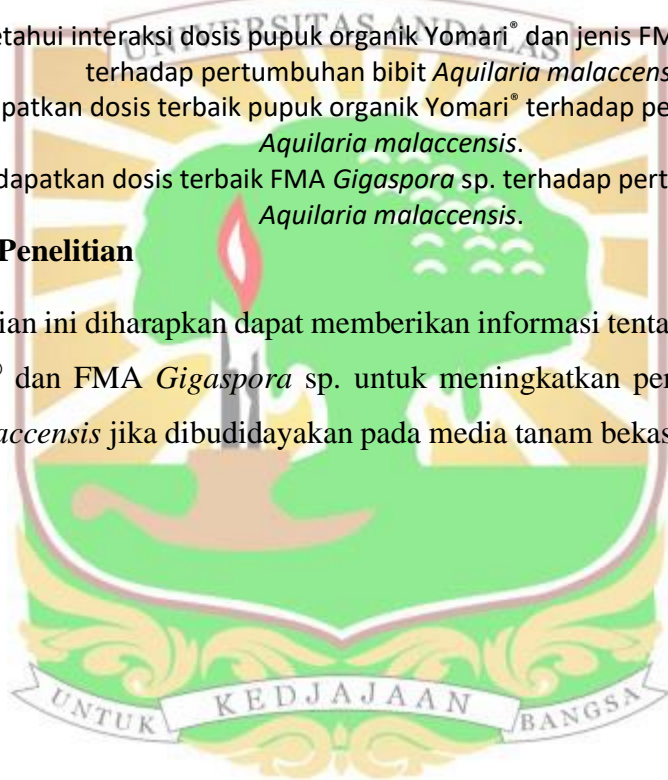 etahui interaksi dosis pupuk organik Yomari® dan jenis FM
UNIVERSITAS ANDALAS
terhadap pertumbuhan bibit Aquilaria malaccens
patkan dosis terbaik pupuk organik Yomari® terhadap pe
Aquilaria malaccensis.
dapatkan dosis terbaik FMA Gigaspora sp. terhadap pert
Aquilaria malaccensis.
Penelitian
ian ini diharapkan dapat memberikan informasi tenta
® dan FMA Gigaspora sp. untuk meningkatkan per
accensis jika dibudidayakan pada media tanam bekas
UNTUK KEDJAJAAN BANGSA